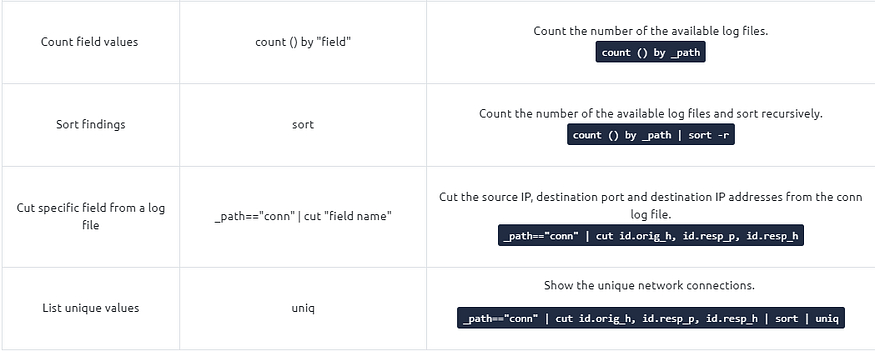 Count field values
count () by "field"
Count the number of the available log files.
count () by _path
Sort findings
sort
Count the number of the available log files and sort recursively.
count () by _path | sort -r
Cut specific field from a log
file
_path=="conn" | cut "field name"
Cut the source IP, destination port and destination IP addresses from the conn
log file.
_path=="conn" | cut id.orig_h, id.resp_p, id.resp_h
List unique values
uniq
Show the unique network connections.
_path=="conn" | cut id.orig_h, id.resp_p, id.resp_h | sort | uniq